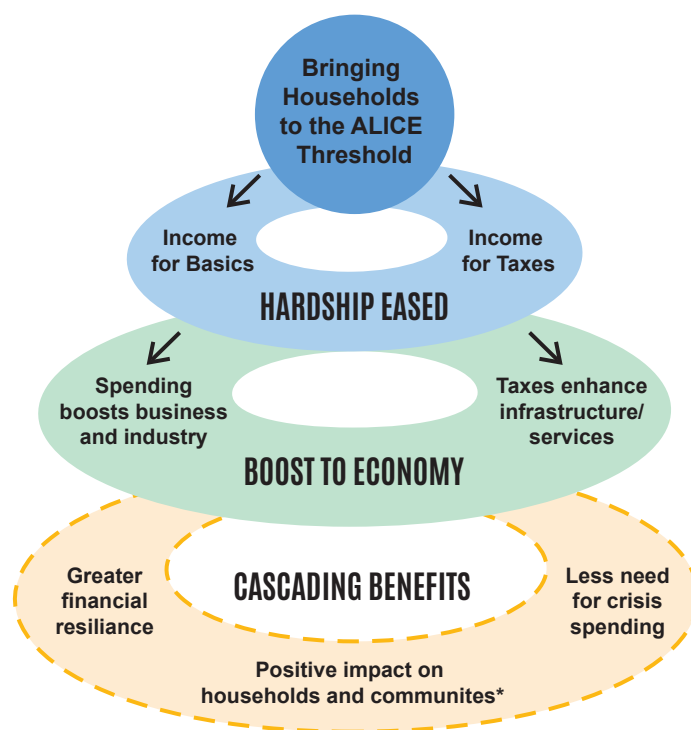 Bringing
Households
to the ALICE
Threshold
Income
for Basics
Income
for Taxes
HARDSHIP EASED
Spending
boosts business
and industry
Taxes enhance
infrastructure/
services
BOOST TO ECONOMY
Greater
financial
resiliance
CASCADING BENEFITS
Less need
for crisis
spending
Positive impact on
households and communites*